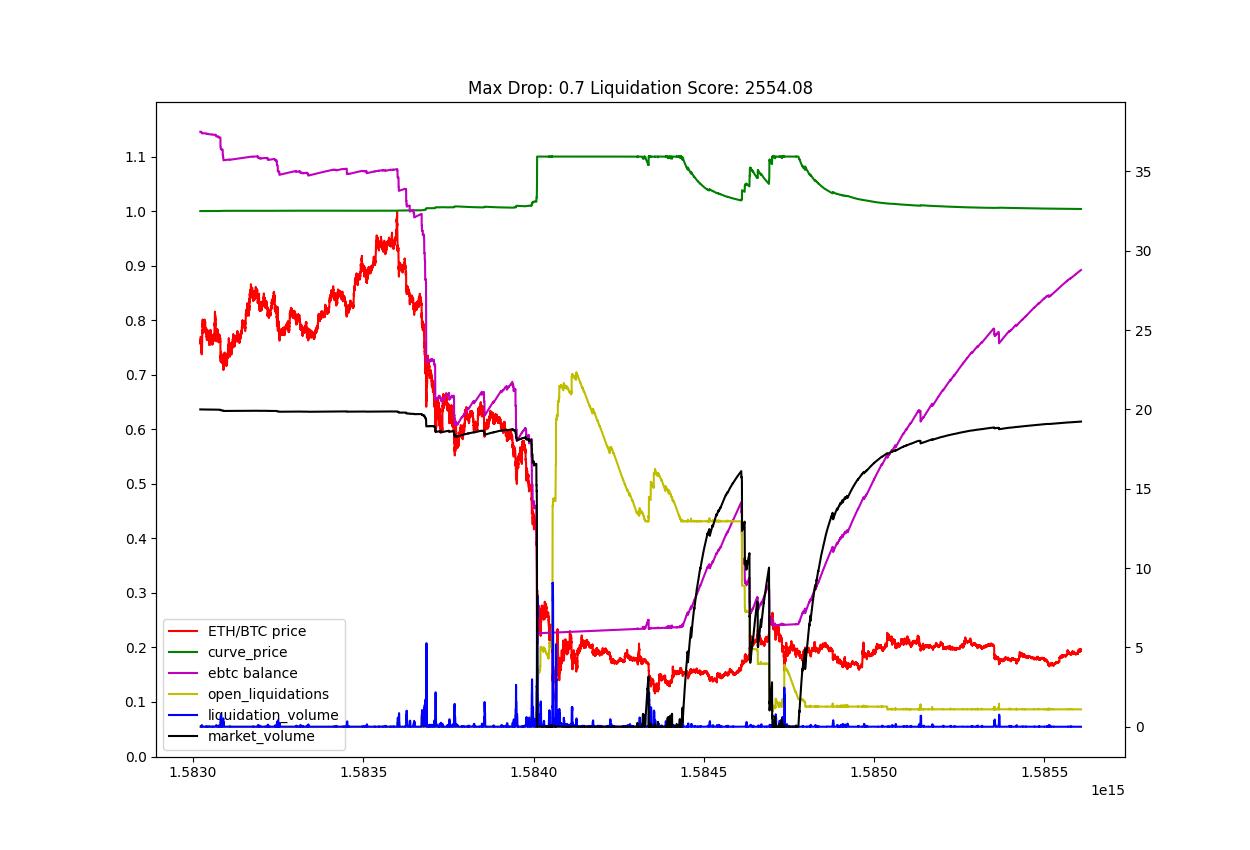 Max Drop: 0.7 Liquidation Score: 2554.08
1.1
1.0
0.9
0.8
0.7
0.6
0.5
0.4
0.3
0.2
0.1
0.0
35
30
25
20
15
10
5
0
ETH/BTC price
curve_price
ebtc balance
open_liquidations
liquidation_volume
market_volume
1.5830 1.5835 1.5840 1.5845 1.5850 1.5855
1e15